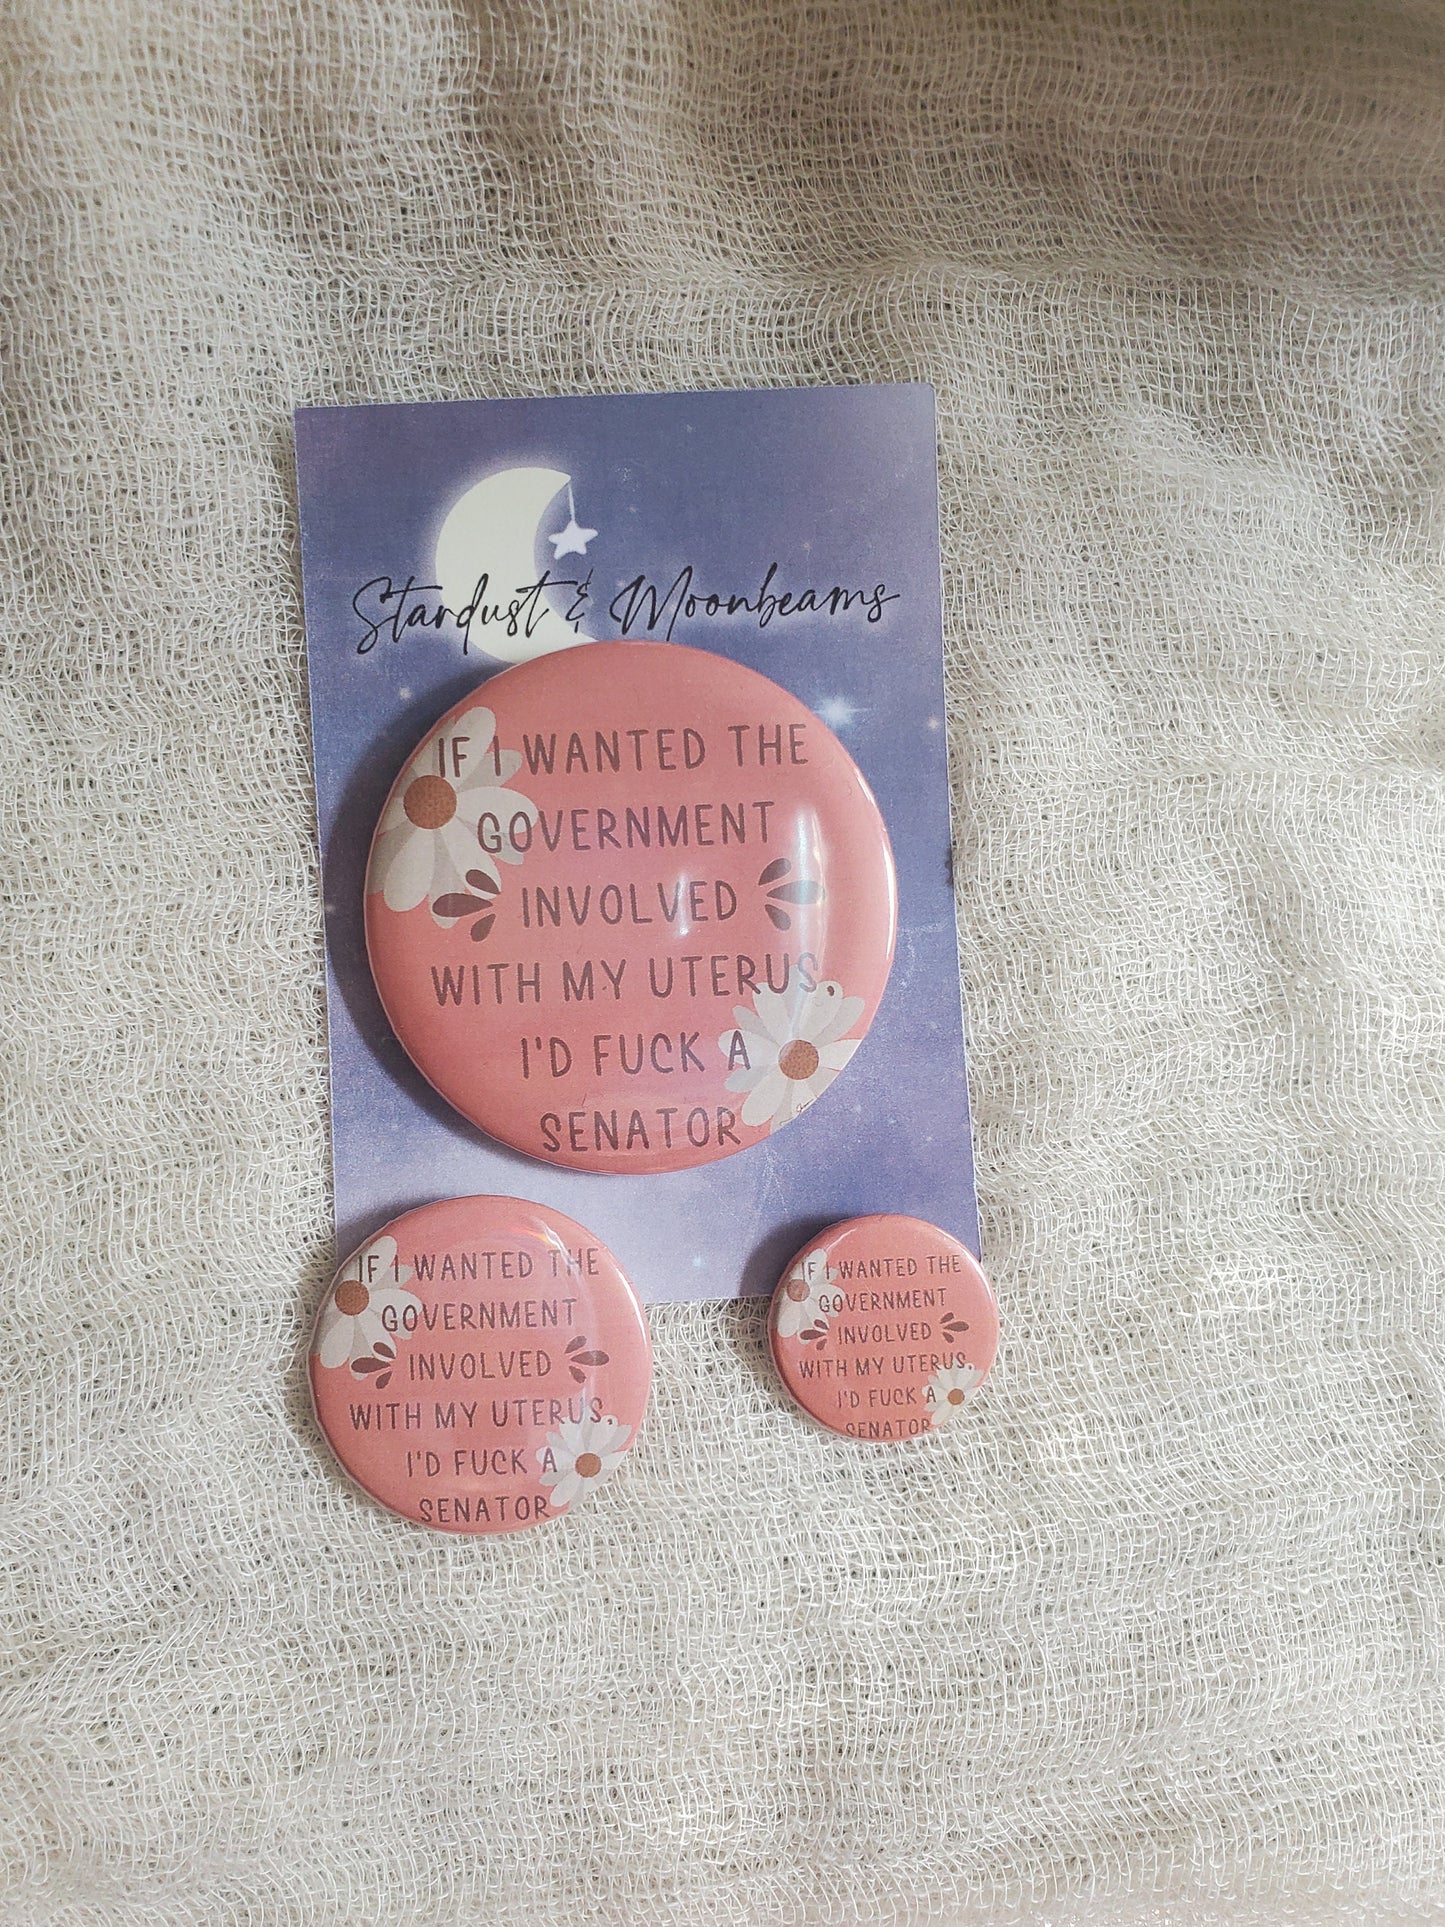 Stardust & Moonbeams
IF I WANTED THE
GOVERNMENT
INVOLVED
WITH MY UTERUS,
I'D FUCK A
SENATOR
IF I WANTED THE
GOVERNMENT
INVOLVED
WITH MY UTERUS,
I'D FUCK A
SENATOR
IF I WANTED THE
GOVERNMENT
INVOLVED
WITH MY UTERUS,
I'D FUCK A
SENATOR